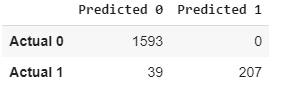 Predicted 0 Predicted 1
Actual 0 1593 0
Actual 1 39 207